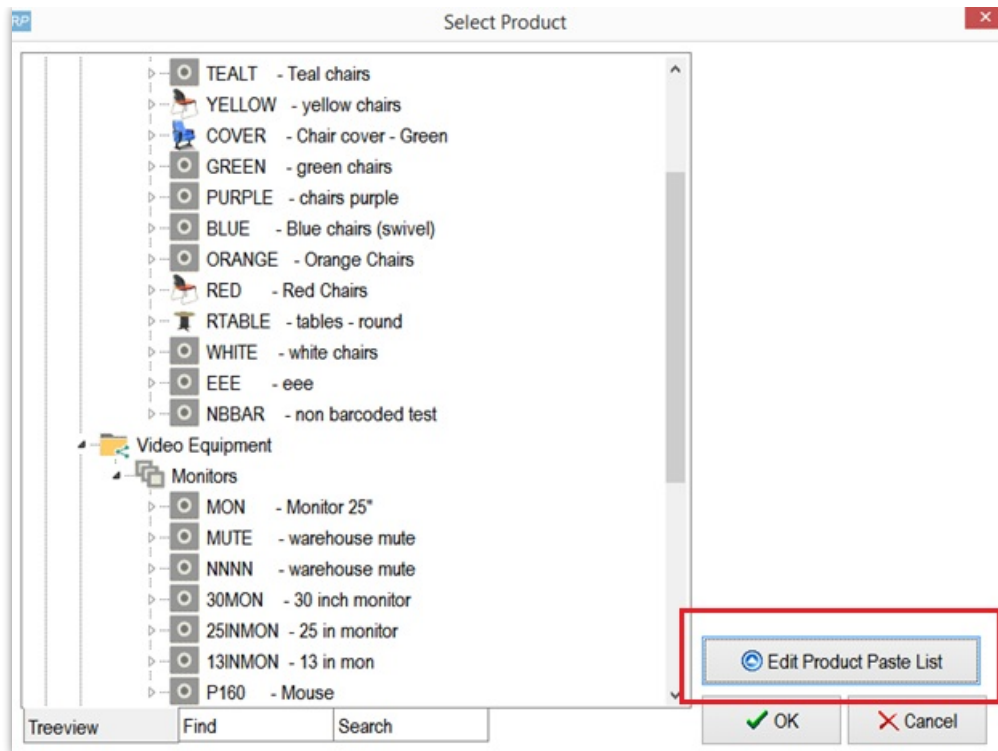 RP
Select Product
TEALT - Teal chairs
YELLOW - yellow chairs
COVER - Chair cover - Green
GREEN - green chairs
PURPLE - chairs purple
BLUE - Blue chairs (swivel)
ORANGE - Orange Chairs
RED - Red Chairs
RTABLE - tables - round
WHITE - white chairs
EEE - eee
NBBAR - non barcoded test
Video Equipment
Monitors
MON - Monitor 25"
MUTE - warehouse mute
NNNN - warehouse mute
30MON - 30 inch monitor
25INMON - 25 in monitor
13INMON - 13 in mon
P160 - Mouse
Edit Product Paste List
OK Cancel
Treeview Find Search